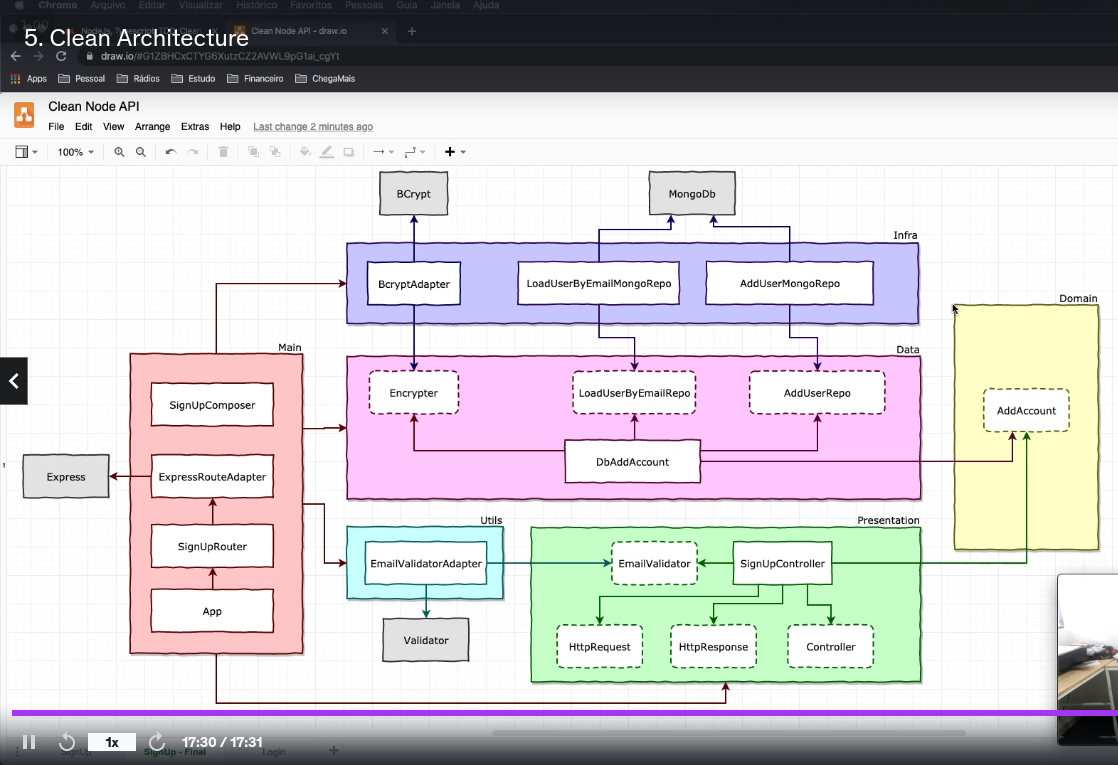 Chrome Arquivo Editar Visualizar Histórico Favoritos Pessoas Guia Janela Ajuda
5. Clean Architecture
Clean Node API - draw.io
draw.io/#G1ZBHCxCTYG6XutzCZ2AVWL9pG1ai_cgYt
Apps Pessoal Rádios Estudo Financeiro ChegaMais
Clean Node API
File Edit View Arrange Extras Help Last change 2 minutes ago
100%
BCrypt MongoDb
Infra
BcryptAdapter LoadUserByEmailMongoRepo AddUserMongoRepo
Domain
Main Data
Encrypter LoadUserByEmailRepo AddUserRepo
SignUpComposer AddAccount
DbAddAccount
Express ExpressRouteAdapter
Utils Presentation
SignUpRouter
EmailValidatorAdapter EmailValidator SignUpController
App
Validator HttpRequest HttpResponse Controller
1x 17:30 / 17:31
SignUp SignUp - Final Login